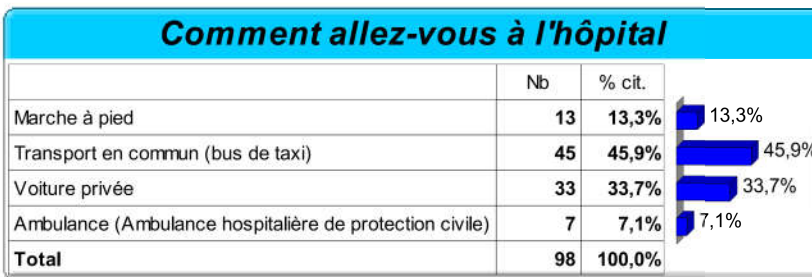 Comment allez-vous à l'hôpital
Nb % cit.
Marche à pied 13 13,3% 13,3%
Transport en commun (bus de taxi) 45 45,9% 45,9%
Voiture privée 33 33,7% 33,7%
Ambulance (Ambulance hospitalière de protection civile) 7 7,1% 7,1%
Total 98 100,0%